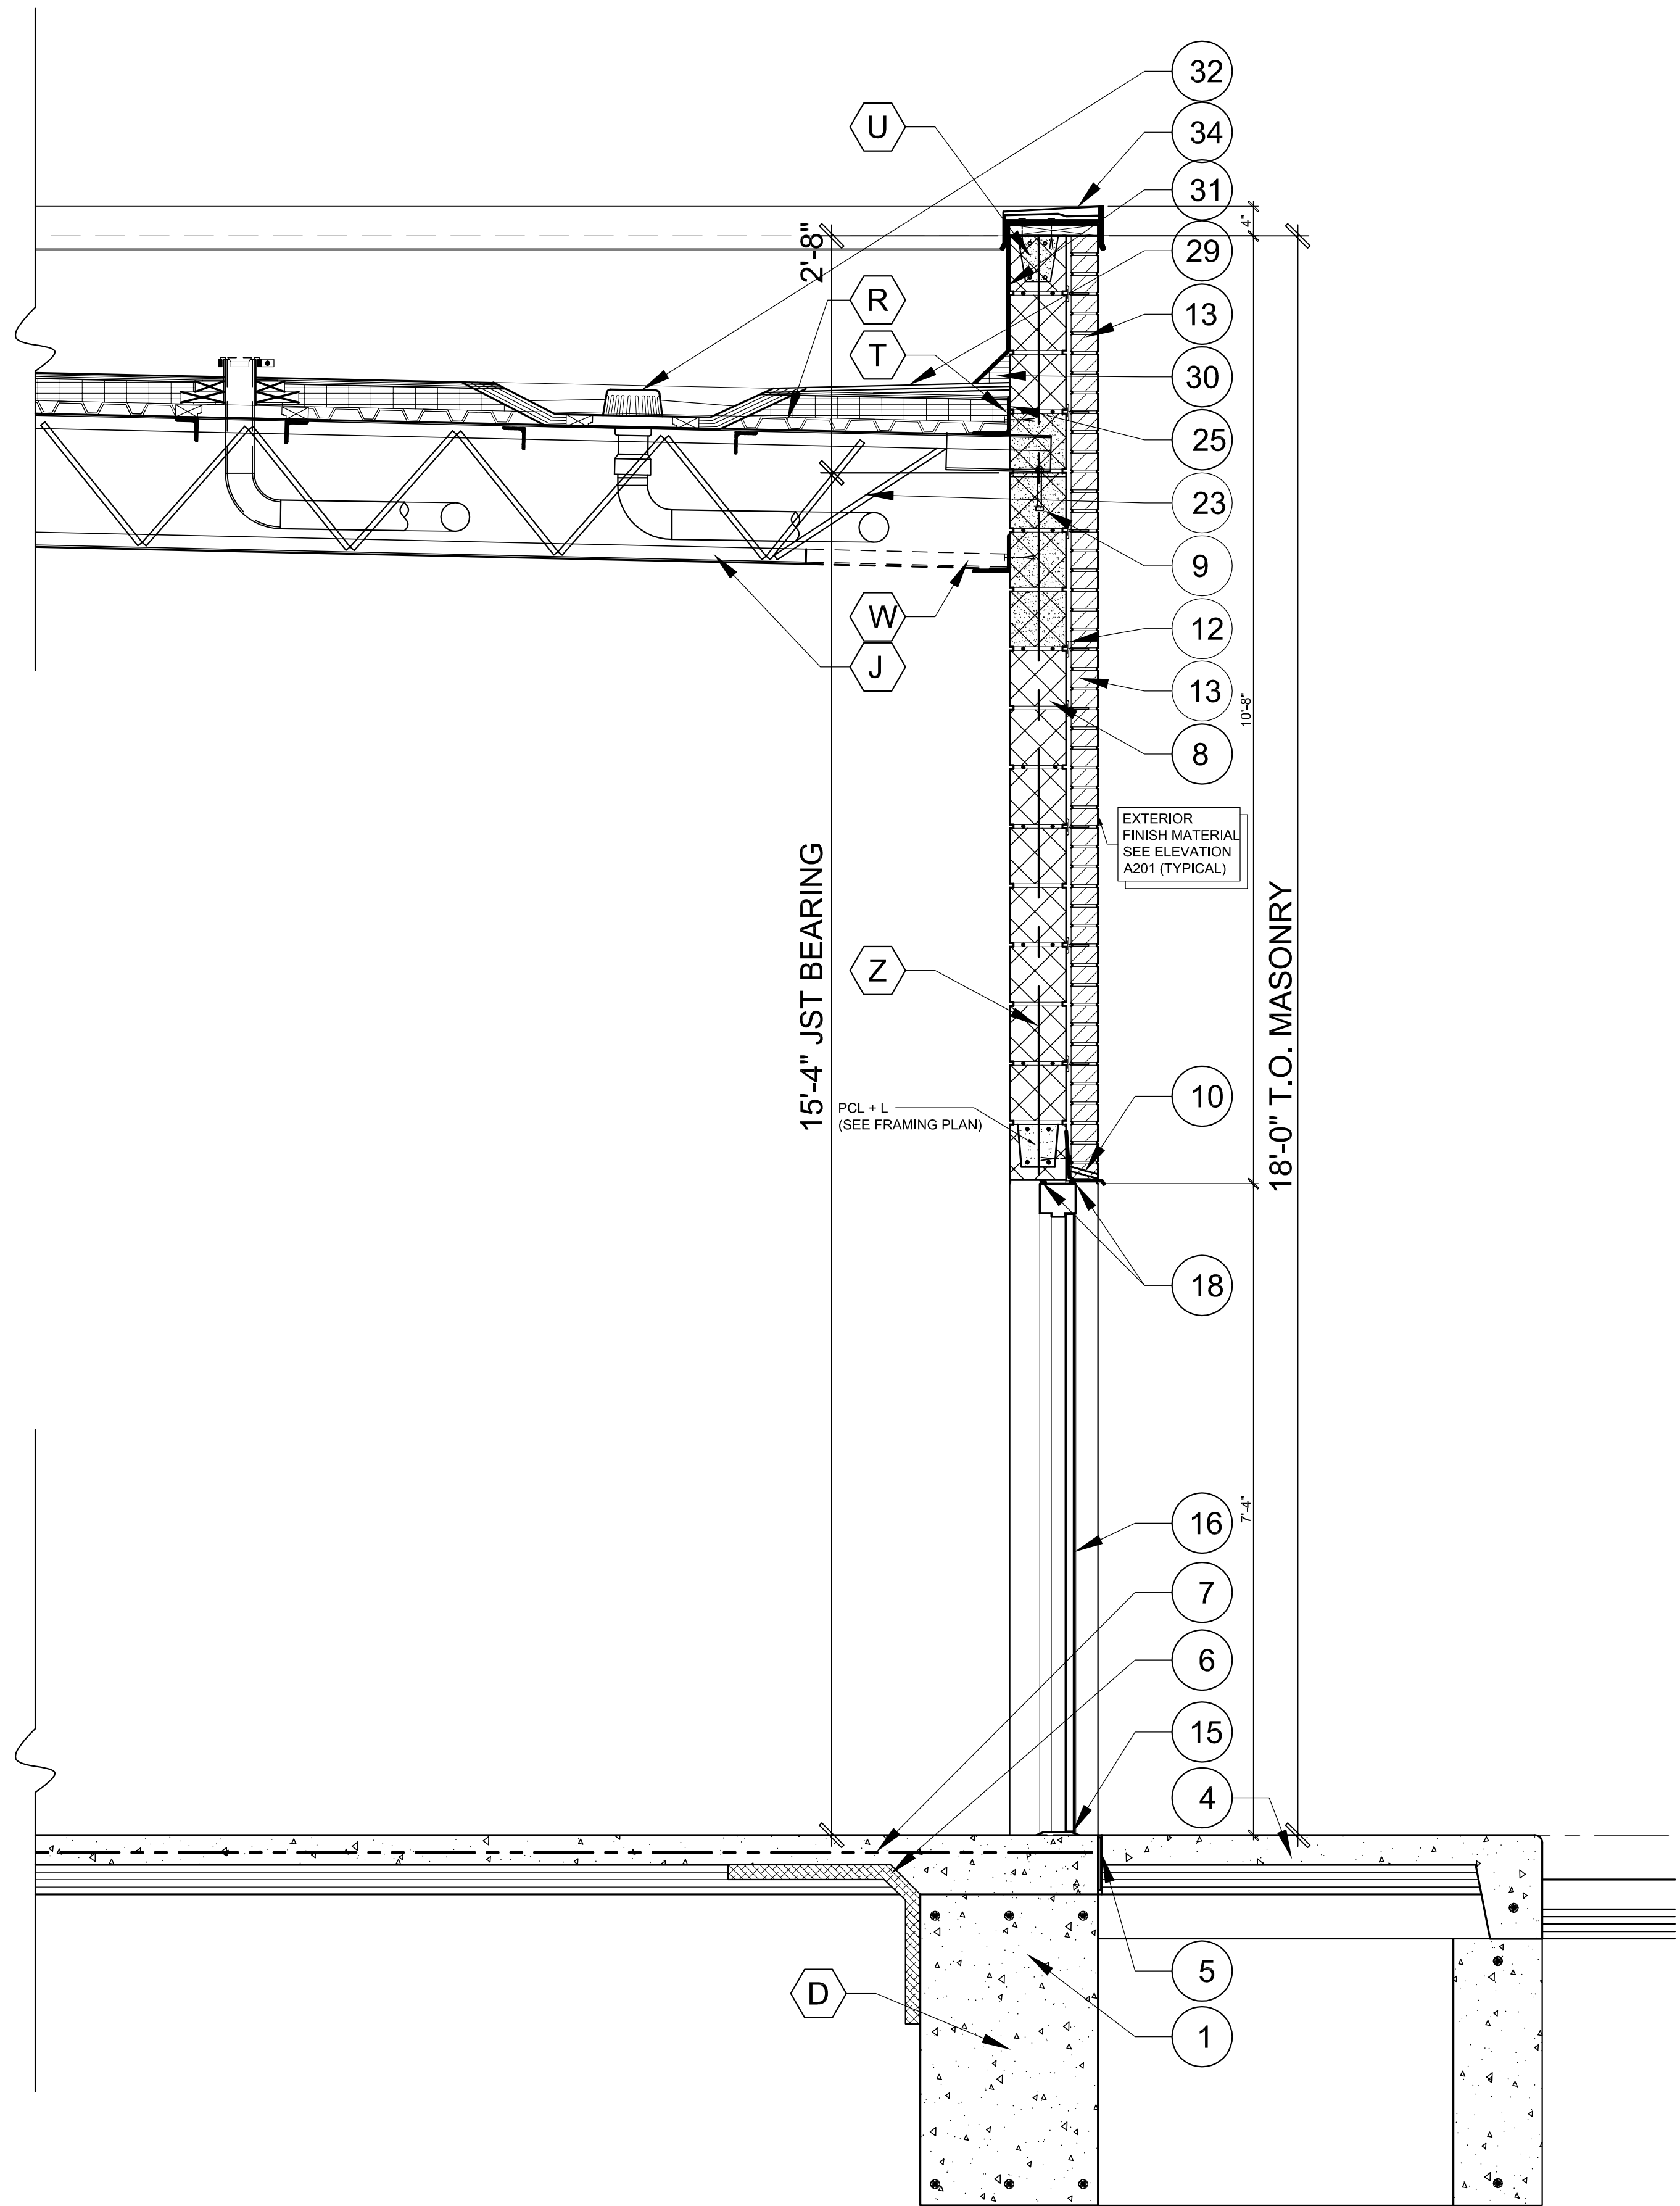 32
U
34
31
4"
2'-8"
29
R
13
T
30
25
23
9
W
12
J
13
10'-8"
8
EXTERIOR
FINISH MATERIAL
SEE ELEVATION
A201 (TYPICAL)
15'-4" JST BEARING
18'-0" T.O. MASONRY
Z
10
PCL + L
(SEE FRAMING PLAN)
18
16
7'-4"
7
6
15
4
5
D
1